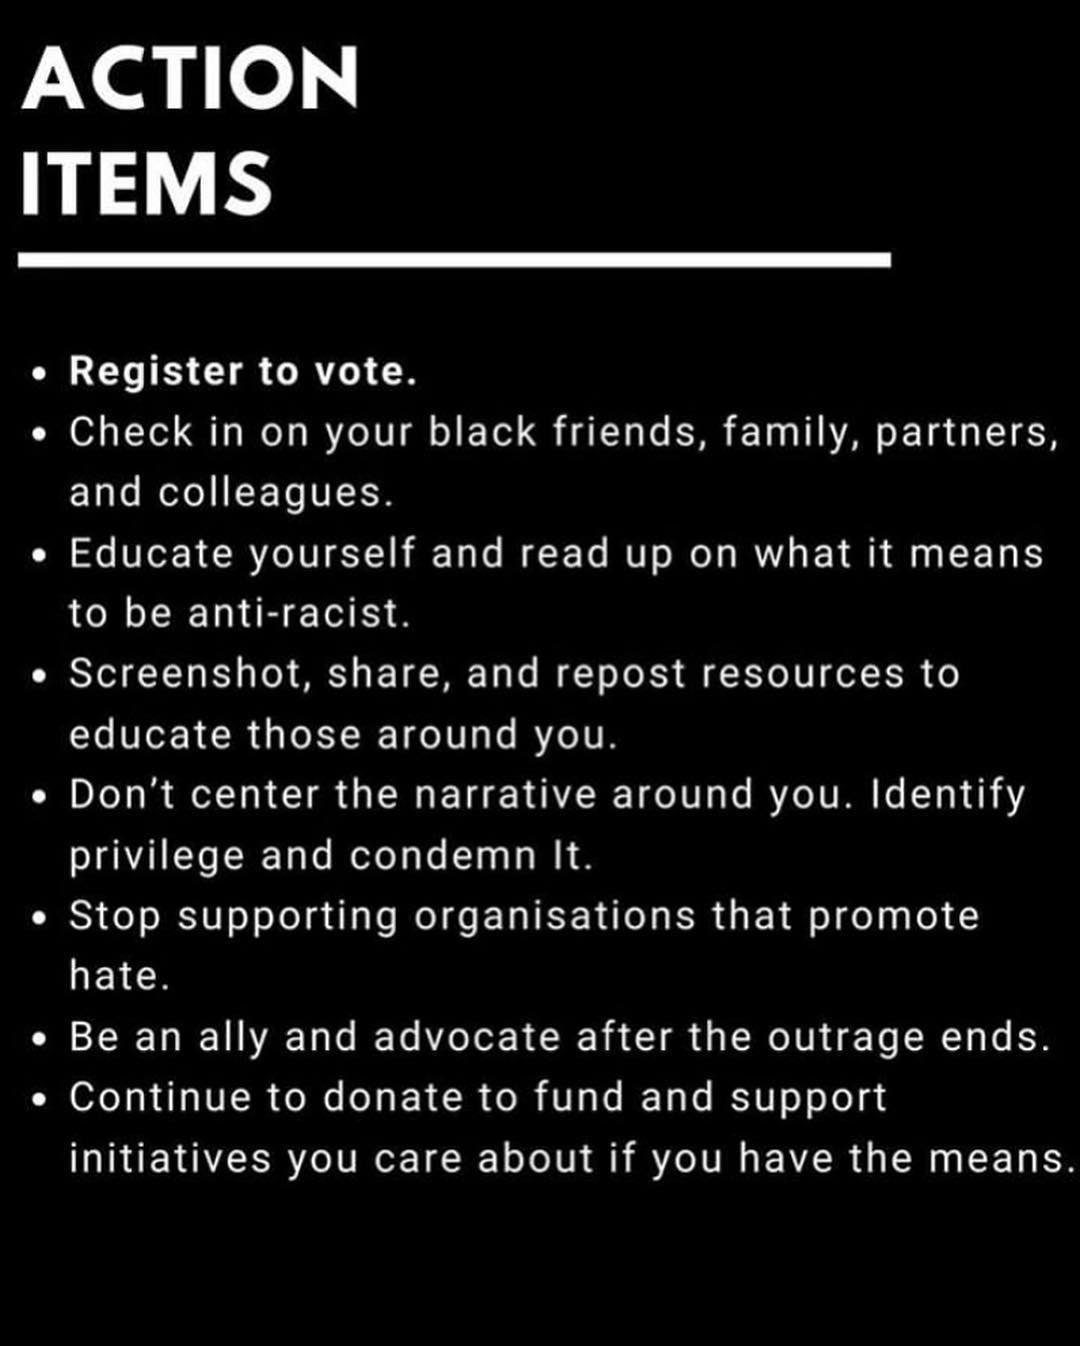 ACTION
ITEMS
• Register to vote.
• Check in on your black friends, family, partners,
and colleagues.
• Educate yourself and read up on what it means
to be anti-racist.
• Screenshot, share, and repost resources to
educate those around you.
• Don’t center the narrative around you. Identify
privilege and condemn It.
• Stop supporting organisations that promote
hate.
• Be an ally and advocate after the outrage ends.
• Continue to donate to fund and support
initiatives you care about if you have the means.